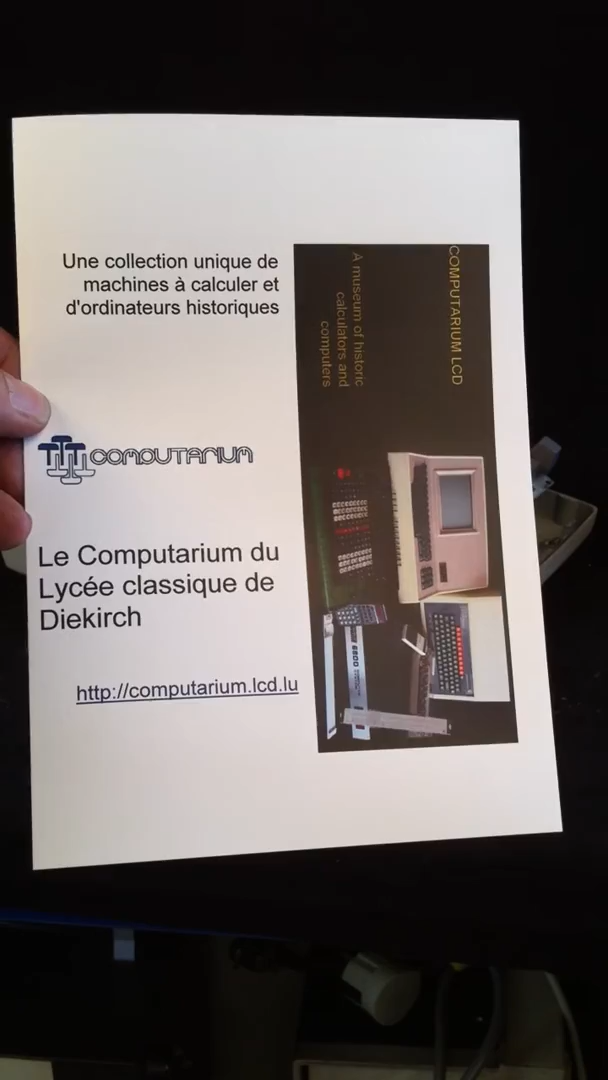 Une collection unique de
machines à calculer et
d'ordinateurs historiques
COMPUTARIUM
Le Computarium du
Lycée classique de
Diekirch
http://computarium.lcd.lu
COMPUTARIUM LCD
A museum of historic
calculators and
computers
6800